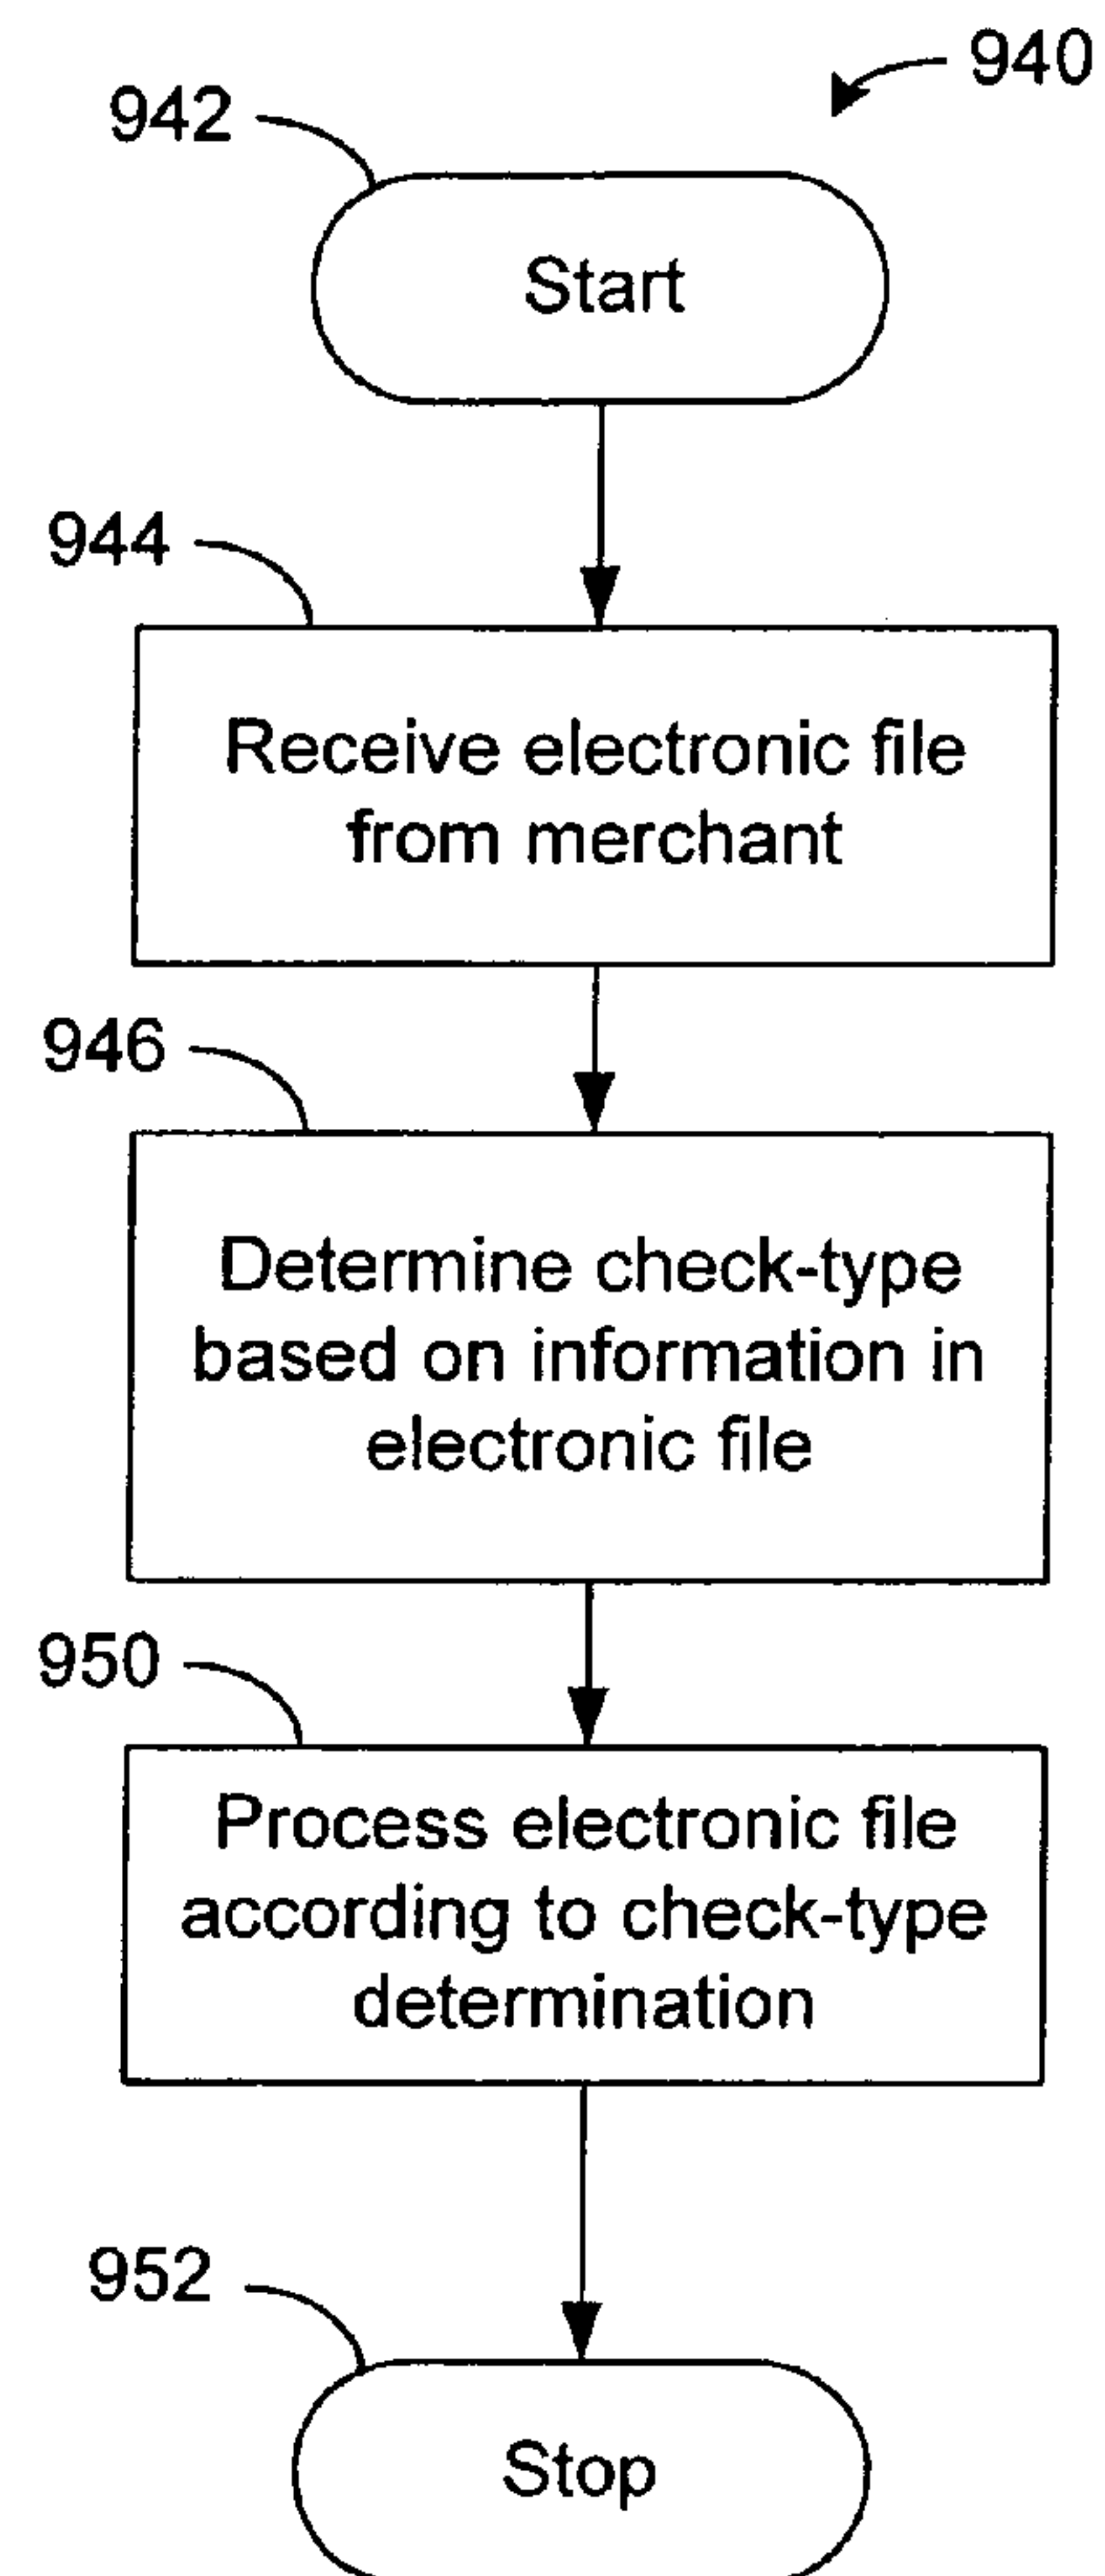 940
942
Start
944
Receive electronic file
from merchant
946
Determine check-type
based on information in
electronic file
950
Process electronic file
according to check-type
determination
952
Stop